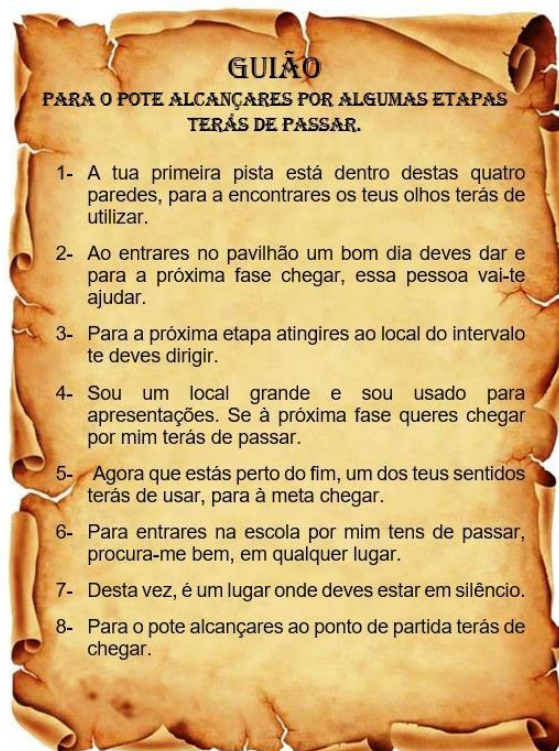 GUIÃO
PARA O POTE ALCANÇARES POR ALGUMAS ETAPAS
TERÁS DE PASSAR.
1- A tua primeira pista está dentro destas quatro
paredes, para a encontrares os teus olhos terás de
utilizar.
2- Ao entrares no pavilhão um bom dia deves dar e
para a próxima fase chegar, essa pessoa vai-te
ajudar.
3- Para a próxima etapa atingires ao local do intervalo
te deves dirigir.
4- Sou um local grande e sou usado para
apresentações. Se à próxima fase queres chegar
por mim terás de passar.
5- Agora que estás perto do fim, um dos teus sentidos
terás de usar, para à meta chegar.
6- Para entrares na escola por mim tens de passar,
procura-me bem, em qualquer lugar.
7- Desta vez, é um lugar onde deves estar em silêncio.
8- Para o pote alcançares ao ponto de partida terás de
chegar.